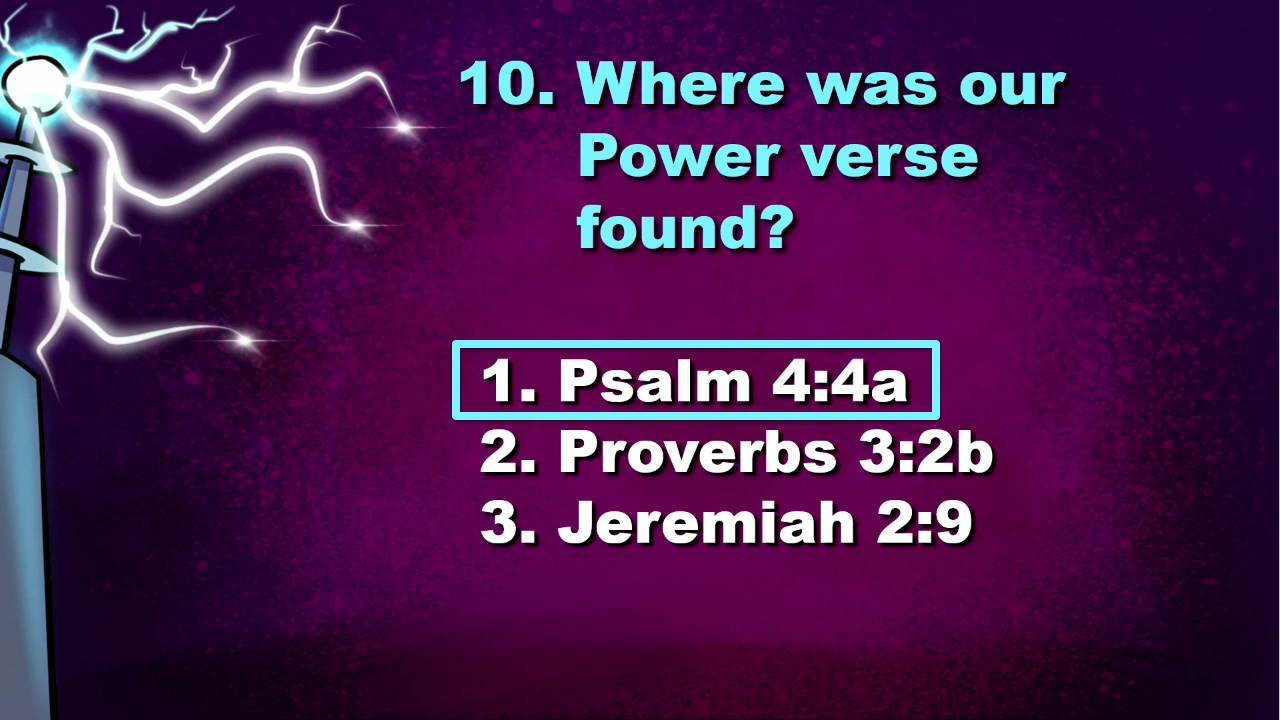 10. Where was our
Power verse
found?
1. Psalm 4:4a
2. Proverbs 3:2b
3. Jeremiah 2:9